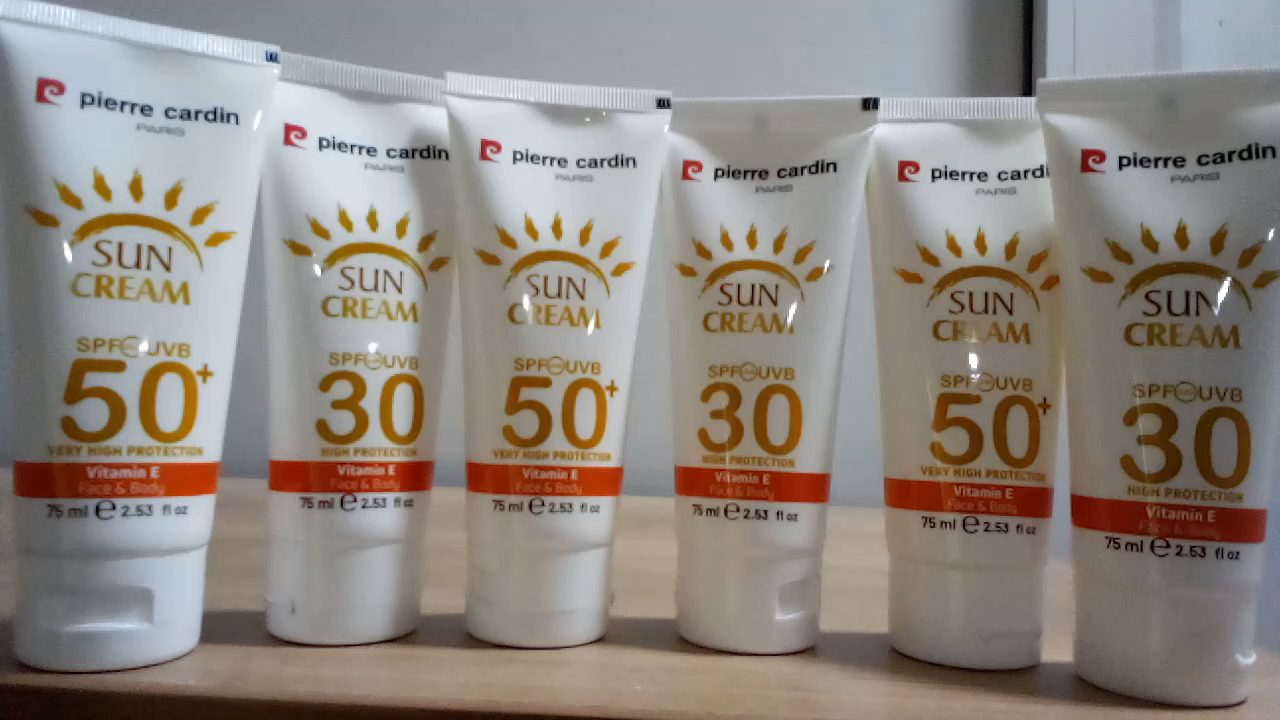 pierre cardin
PARIS
SUN
CREAM
SPF UVB
50+
VERY HIGH PROTECTION
Vitamin E
Face & Body
75 ml e 2.53 fl oz
pierre cardin
PARIS
SUN
CREAM
SPF UVB
30
HIGH PROTECTION
Vitamin E
Face & Body
75 ml e 2.53 fl oz
pierre cardin
PARIS
SUN
CREAM
SPF UVB
50+
VERY HIGH PROTECTION
Vitamin E
Face & Body
75 ml e 2.53 fl oz
pierre cardin
PARIS
SUN
CREAM
SPF UVB
30
HIGH PROTECTION
Vitamin E
Face & Body
75 ml e 2.53 fl oz
pierre cardi
PARIS
SUN
CREAM
SPF UVB
50+
VERY HIGH PROTECTION
Vitamin E
Face & Body
75 ml e 2.53 fl oz
pierre cardin
PARIS
SUN
CREAM
SPF UVB
30
HIGH PROTECTION
Vitamin E
Face & Body
75 ml e 2.53 fl oz